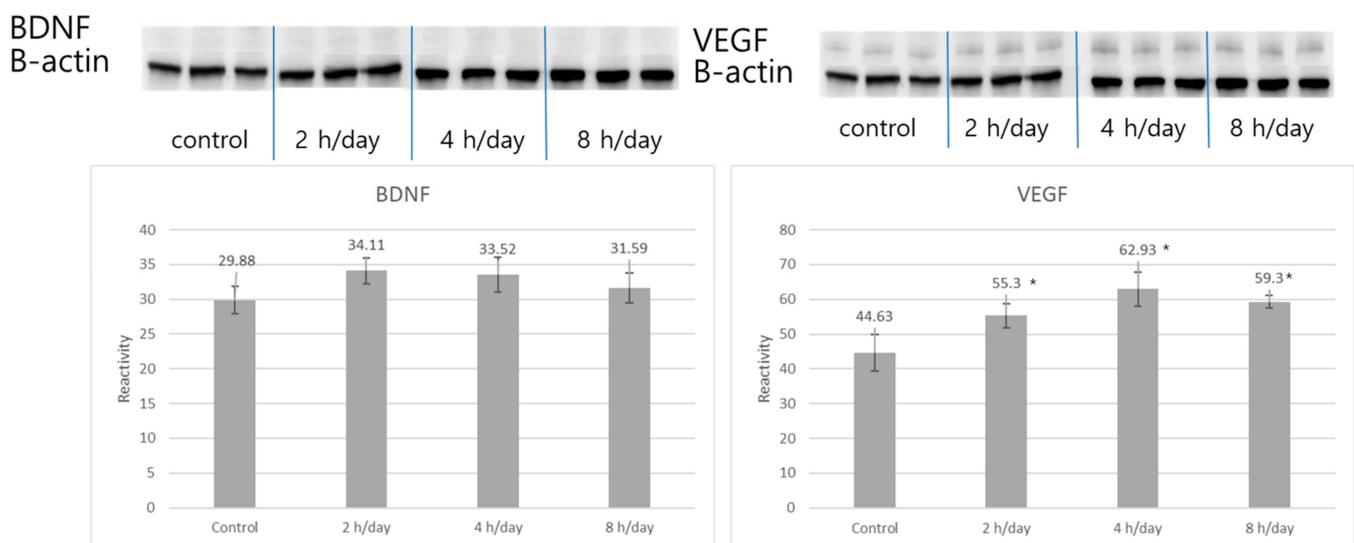 BDNF
B-actin
control 2 h/day 4 h/day 8 h/day
VEGF
B-actin
control 2 h/day 4 h/day 8 h/day
BDNF
Reactivity
40
35
30
25
20
15
10
5
0
29.88 34.11 33.52 31.59
Control 2 h/day 4 h/day 8 h/day
VEGF
Reactivity
80
70
60
50
40
30
20
10
0
44.63 55.3 * 62.93 * 59.3 *
Control 2 h/day 4 h/day 8 h/day